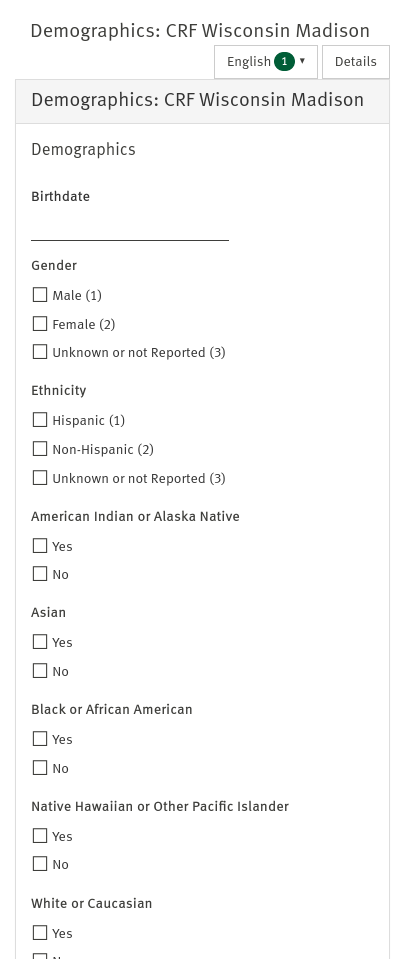 Demographics: CRF Wisconsin Madison
English 1 ▾ Details
Demographics: CRF Wisconsin Madison
Demographics
Birthdate
Gender
Male (1)
Female (2)
Unknown or not Reported (3)
Ethnicity
Hispanic (1)
Non-Hispanic (2)
Unknown or not Reported (3)
American Indian or Alaska Native
Yes
No
Asian
Yes
No
Black or African American
Yes
No
Native Hawaiian or Other Pacific Islander
Yes
No
White or Caucasian
Yes